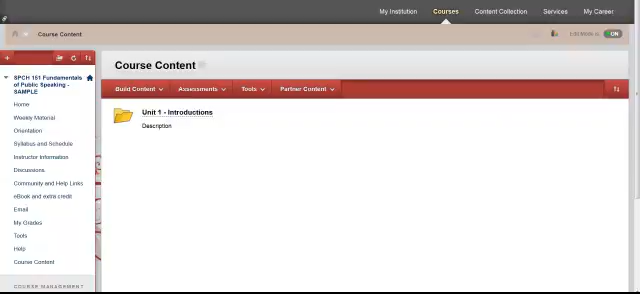 My Institution Courses Content Collection Services My Career
Course Content Edit Mode is: ON
SPCH 151 Fundamentals
of Public Speaking -
SAMPLE
Home
Weekly Material
Orientation
Syllabus and Schedule
Instructor Information
Discussions
Community and Help Links
eBook and extra credit
Email
My Grades
Tools
Help
Course Content
COURSE MANAGEMENT
Course Content
Build Content Assessments Tools Partner Content
Unit 1 - Introductions
Description